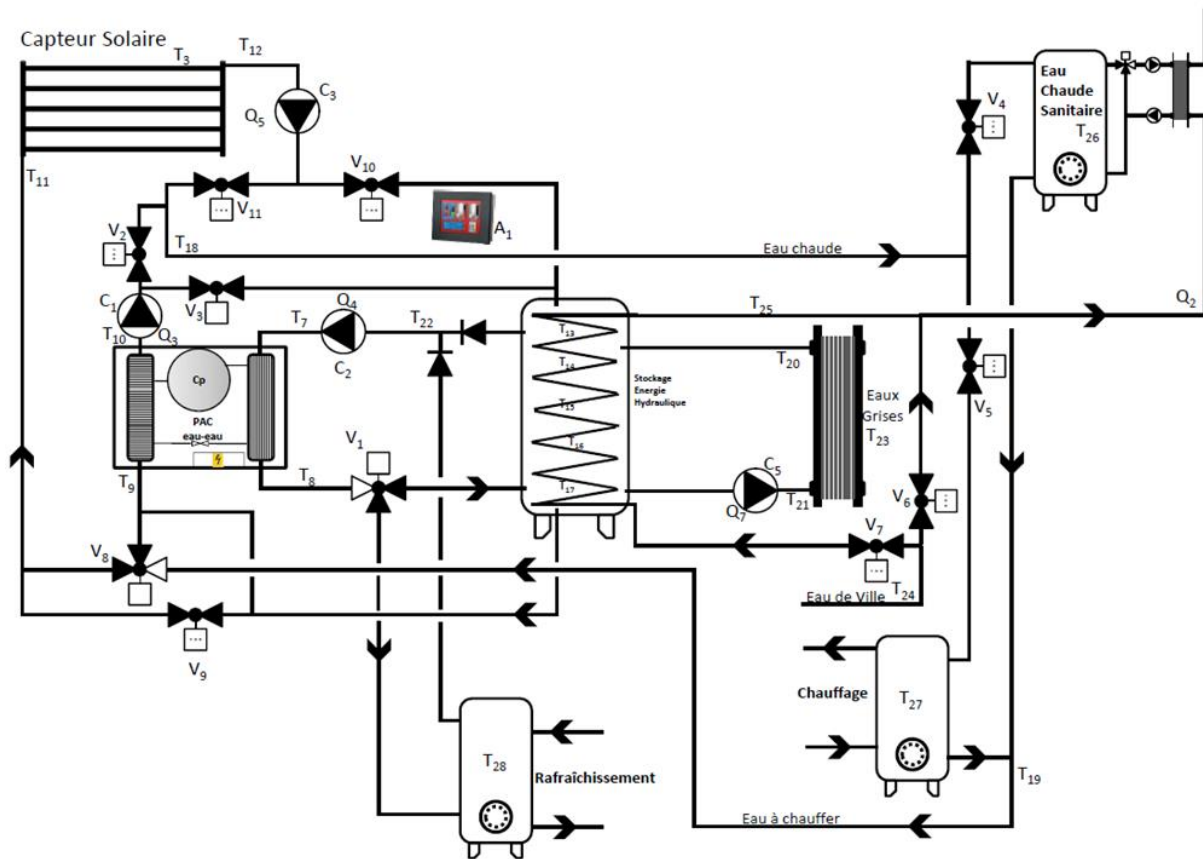 Capteur Solaire
T3
T12
C3
Q5
T11
V10
V11
A1
V2
T18
V3
C1
T10
Q3
Cp
PAC
eau-eau
T9
T7
Q4
C2
T22
T8
V1
V8
V9
T13
T14
T15
T16
T17
Stockage
Energie
Hydraulique
T25
T20
Eaux
Grises
T23
C5
T21
Q7
V7
V6
Eau de Ville
T24
Eau chaude
V4
V5
Eau
Chaude
Sanitaire
T26
Q2
Chauffage
T27
T19
T28
Rafraîchissement
Eau à chauffer